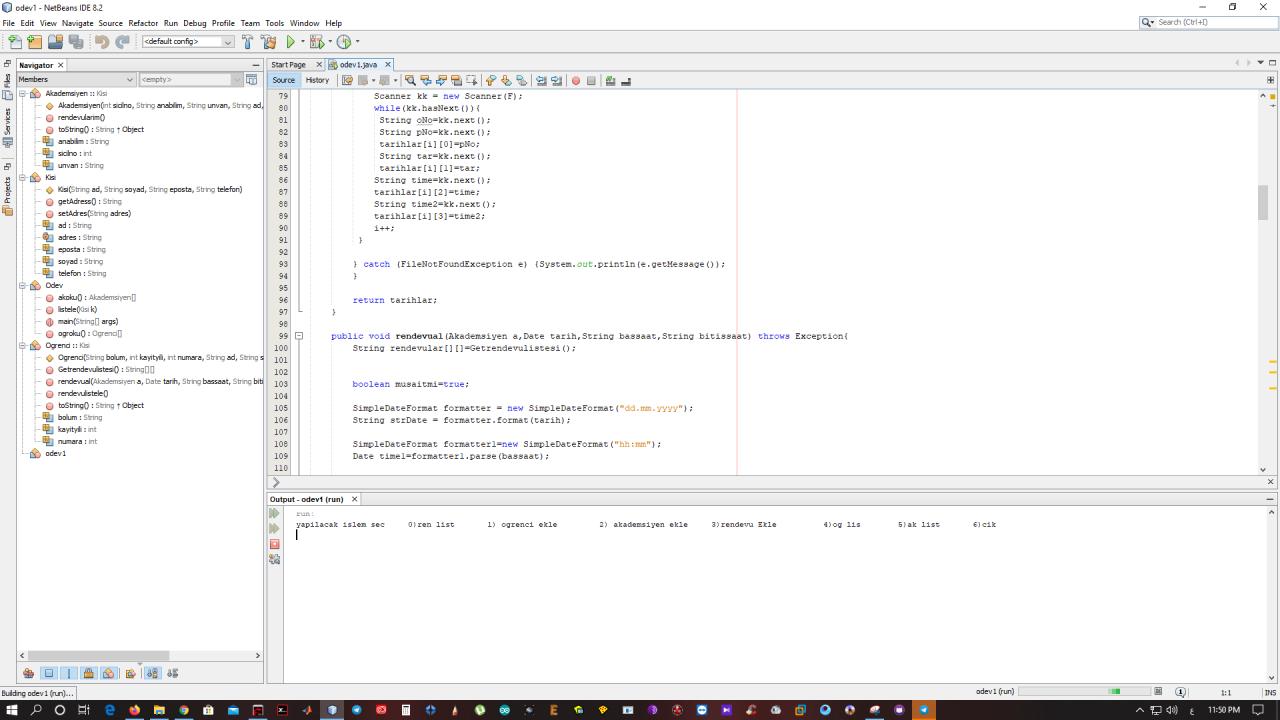 odev1 - NetBeans IDE 8.2
File Edit View Navigate Source Refactor Run Debug Profile Team Tools Window Help
Search (Ctrl+I)
<default config>
Files
Services
Projects
Navigator
Members
<empty>
Akademsiyen :: Kisi
Akademsiyen(int sicilno, String anabilim, String unvan, String ad,
rendevularim()
toString() : String ↑ Object
anabilim : String
sicilno : int
unvan : String
Kisi
Kisi(String ad, String soyad, String eposta, String telefon)
getAdress() : String
setAdres(String adres)
ad : String
adres : String
eposta : String
soyad : String
telefon : String
Odev
akoku() : Akademsiyen[]
listele(Kisi k)
main(String[] args)
ogroku() : Ogrenci[]
Ogrenci :: Kisi
Ogrenci(String bolum, int kayityili, int numara, String ad, String s
Getrendevulistesi() : String[][]
rendevual(Akademsiyen a, Date tarih, String bassaat, String biti
rendevulistele()
toString() : String ↑ Object
bolum : String
kayityili : int
numara : int
odev1
Start Page
odev1.java
Source History
79 Scanner kk = new Scanner(F);
80 while(kk.hasNext()){
81 String oNo=kk.next();
82 String pNo=kk.next();
83 tarihlar[i][0]=pNo;
84 String tar=kk.next();
85 tarihlar[i][1]=tar;
86 String time=kk.next();
87 tarihlar[i][2]=time;
88 String time2=kk.next();
89 tarihlar[i][3]=time2;
90 i++;
91 }
92
93 } catch (FileNotFoundException e) {System.out.println(e.getMessage());
94 }
95
96 return tarihlar;
97 }
98
99 public void rendevual(Akademsiyen a,Date tarih,String bassaat,String bitissaat) throws Exception{
100 String rendevular[][]=Getrendevulistesi();
101
102
103 boolean musaitmi=true;
104
105 SimpleDateFormat formatter = new SimpleDateFormat("dd.mm.yyyy");
106 String strDate = formatter.format(tarih);
107
108 SimpleDateFormat formatter1=new SimpleDateFormat("hh:mm");
109 Date time1=formatter1.parse(bassaat);
110
Output - odev1 (run)
run:
yapilacak islem sec 0)ren list 1) ogrenci ekle 2) akademsiyen ekle 3)rendevu Ekle 4)og lis 5)ak list 6)cik
Building odev1 (run)...
odev1 (run)
1:1
INS
11:50 PM